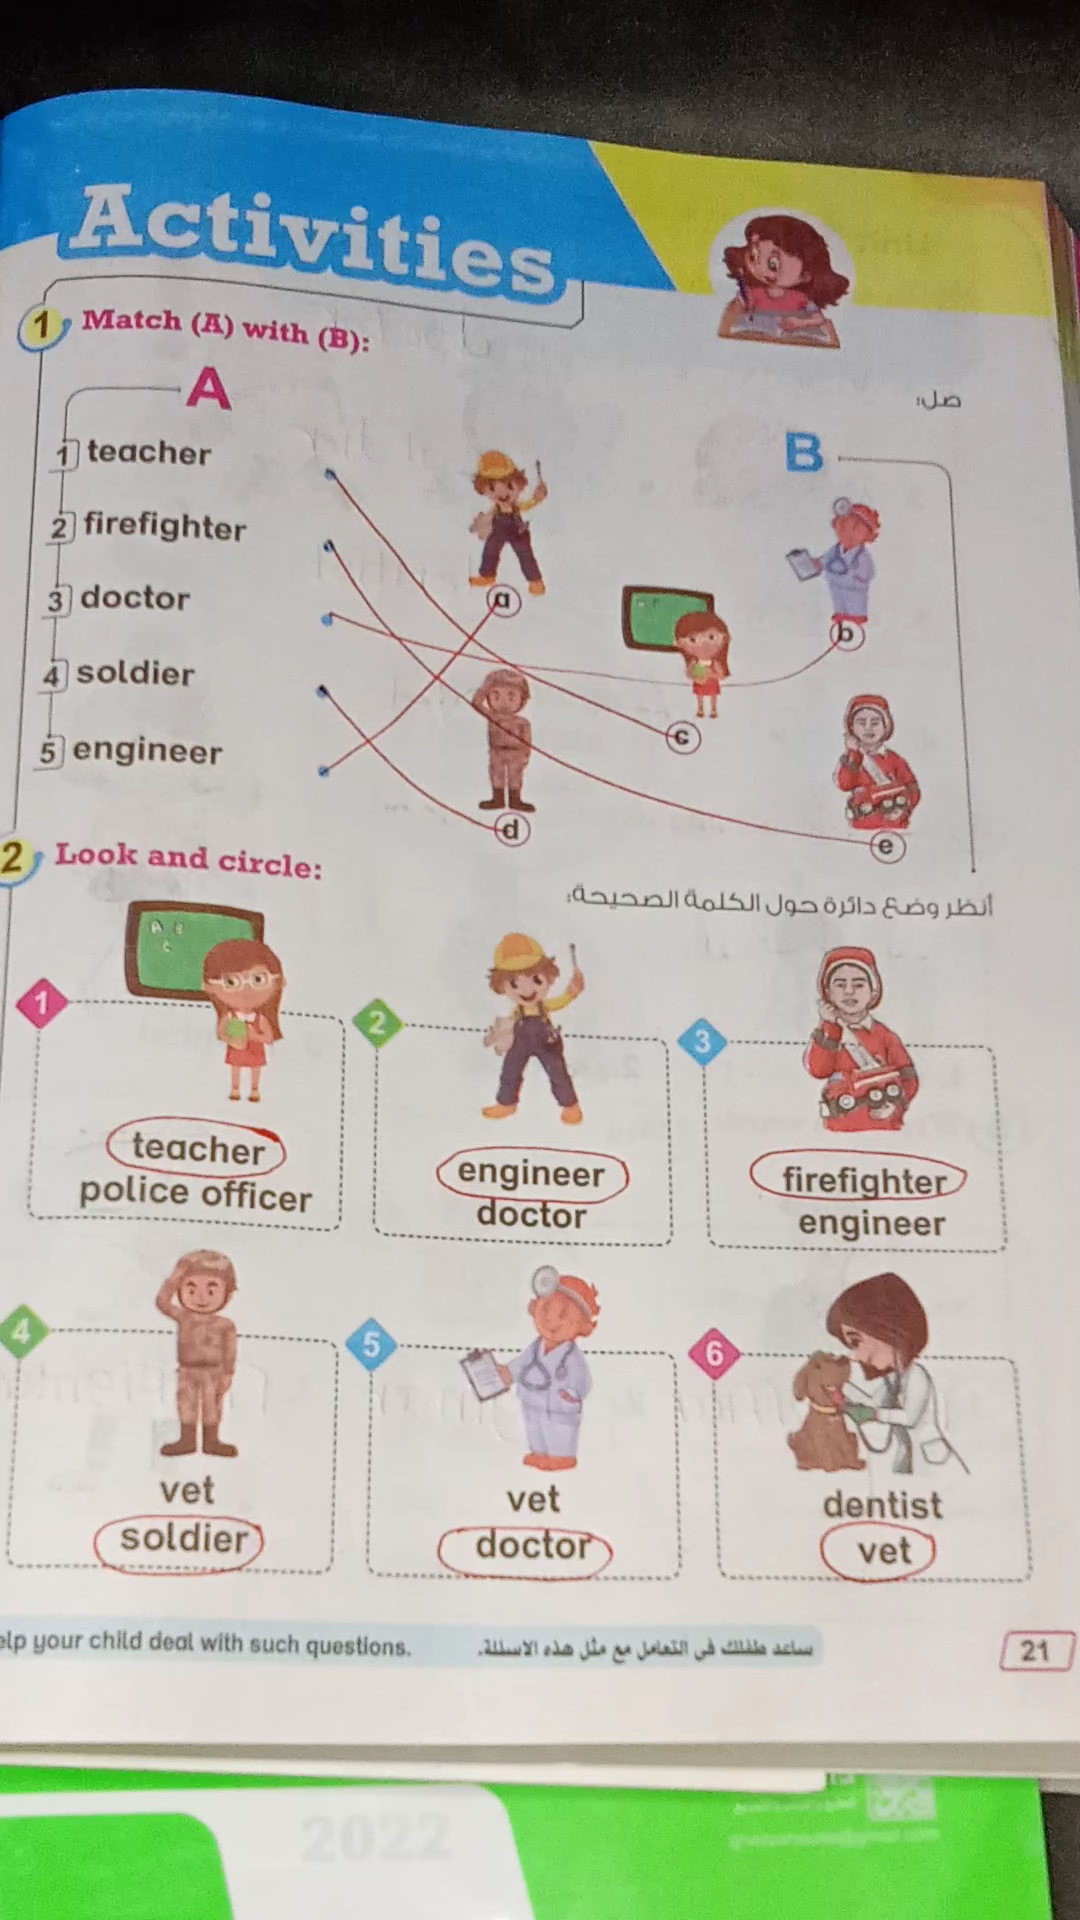 Activities
1 Match (A) with (B):
صل:
A
B
1 teacher
2 firefighter
3 doctor
4 soldier
5 engineer
a
b
c
d
e
2 Look and circle:
أنظر وضع دائرة حول الكلمة الصحيحة:
A B
C
1
teacher
police officer
2
engineer
doctor
3
firefighter
engineer
4
vet
soldier
5
vet
doctor
6
dentist
vet
elp your child deal with such questions.
ساعد طفلك في التعامل مع مثل هذه الاسئلة.
21
2022